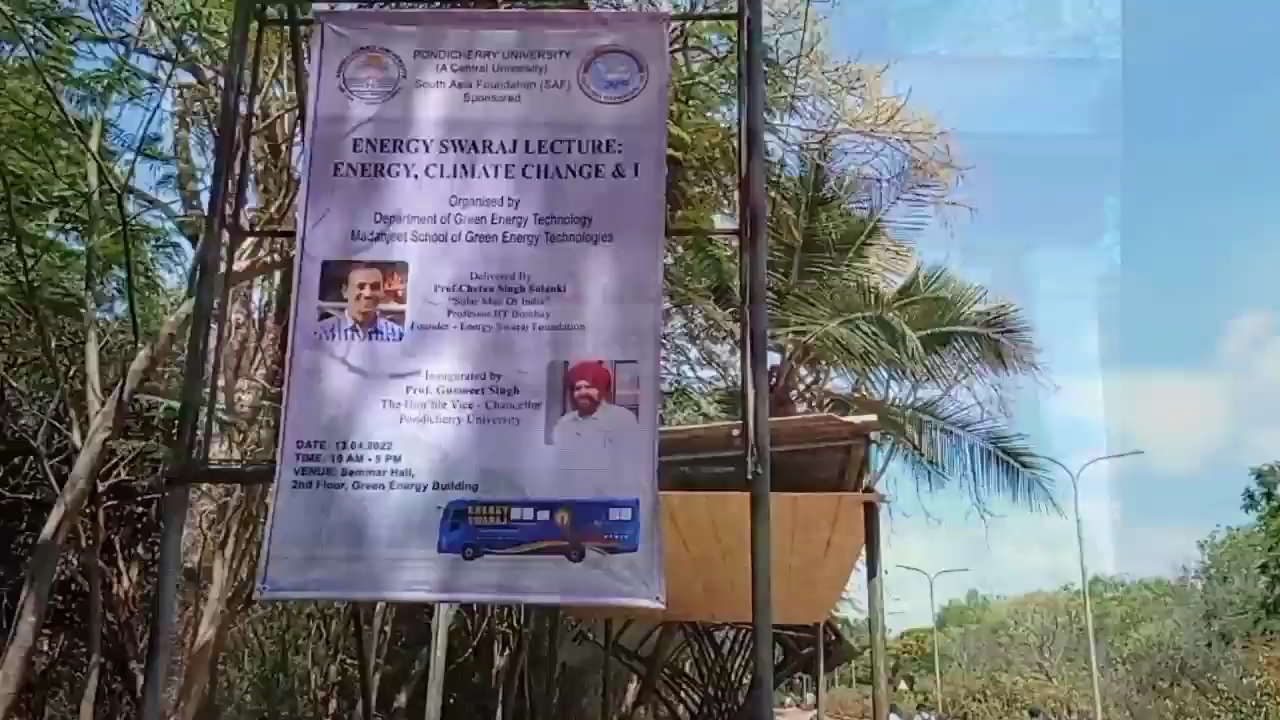 PONDICHERRY UNIVERSITY
(A Central University)
South Asia Foundation (SAF)
Sponsored
ENERGY SWARAJ LECTURE:
ENERGY, CLIMATE CHANGE & I
Organised by
Department of Green Energy Technology
Madanjeet School of Green Energy Technologies
Delivered By
Prof.Chetan Singh Solanki
"Solar Man Of India"
Professor IIT Bombay
Founder - Energy Swaraj Foundation
Inaugurated by
Prof. Gurmeet Singh
The Hon'ble Vice - Chancellor
Pondicherry University
DATE: 13.04.2022
TIME: 10 AM - 5 PM
VENUE: Seminar Hall,
2nd Floor, Green Energy Building
ENERGY
SWARAJ